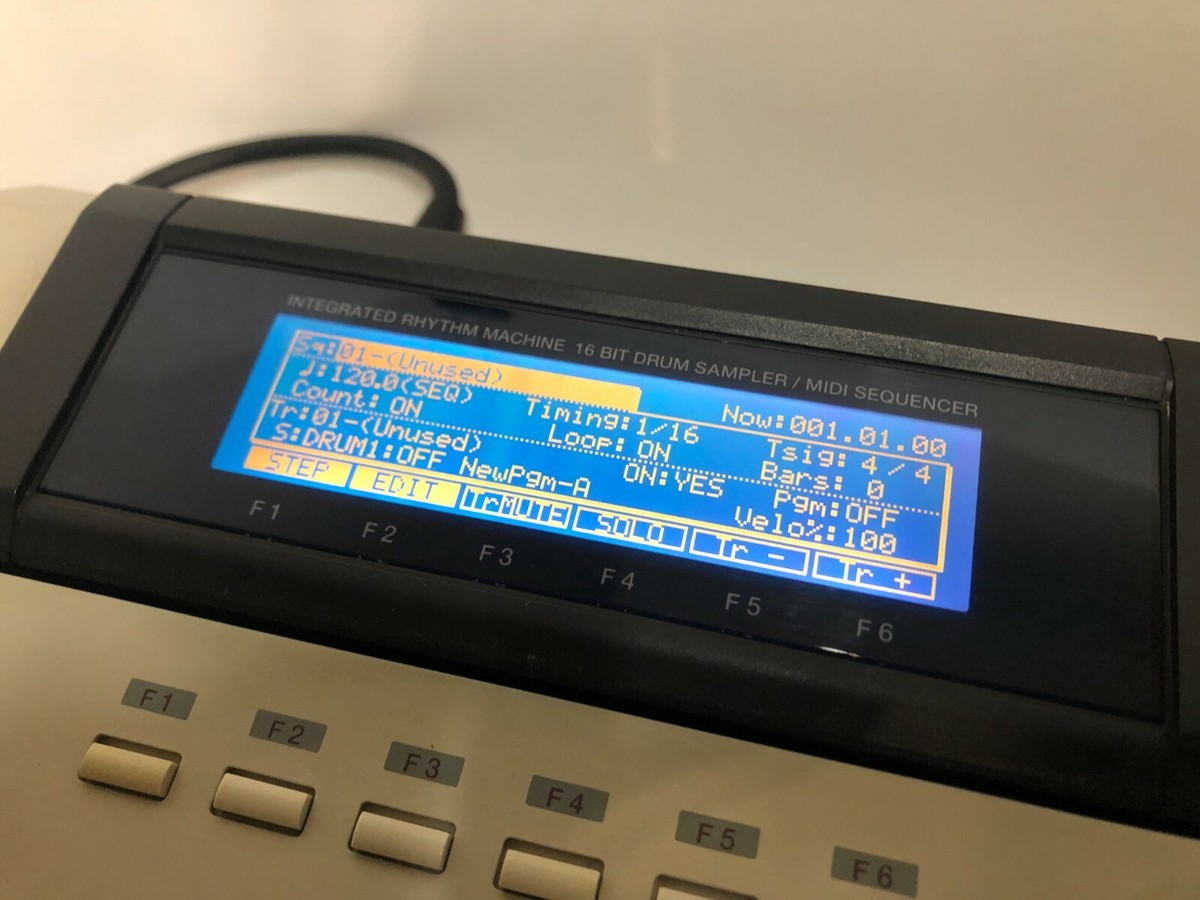 INTEGRATED RHYTHM MACHINE 16 BIT DRUM SAMPLER / MIDI SEQUENCER
Sq:01-(Unused) Now:001.01.00
♩:120.0(SEQ) Timing:1/16 Tsig: 4/ 4
Count: ON Loop: ON Bars: 0
Tr:01-(Unused) ON:YES Pgm:OFF
S:DRUM1:OFF NewPgm-A Velo%:100
STEP EDIT TrMUTE SOLO Tr - Tr +
F1 F2 F3 F4 F5 F6
F1 F2 F3 F4 F5 F6